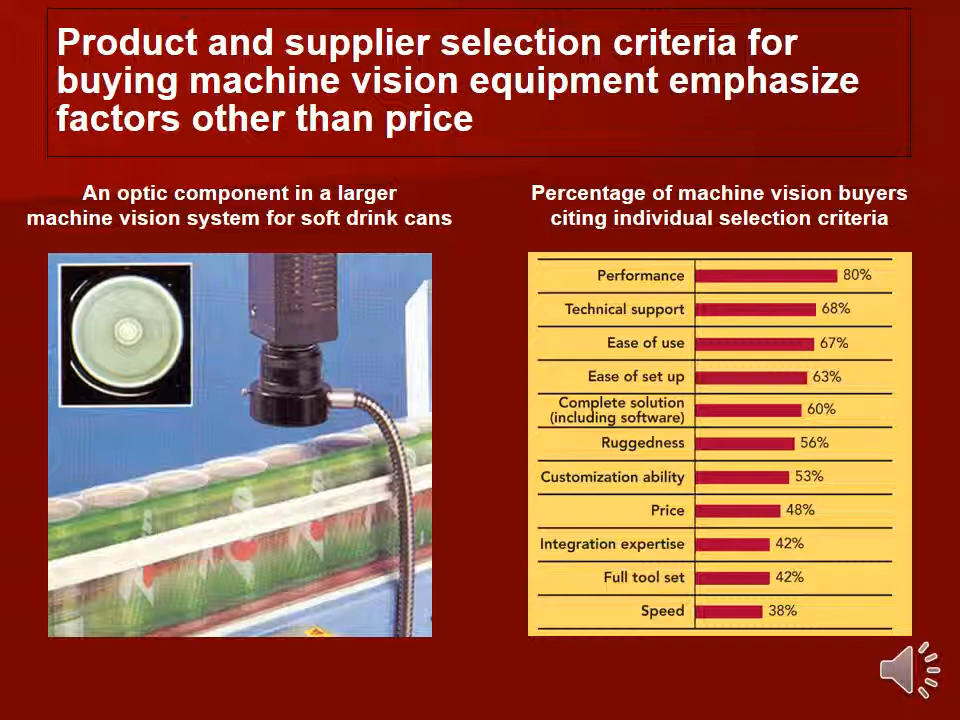 Product and supplier selection criteria for
buying machine vision equipment emphasize
factors other than price
An optic component in a larger
machine vision system for soft drink cans
Percentage of machine vision buyers
citing individual selection criteria
Performance 80%
Technical support 68%
Ease of use 67%
Ease of set up 63%
Complete solution
(including software) 60%
Ruggedness 56%
Customization ability 53%
Price 48%
Integration expertise 42%
Full tool set 42%
Speed 38%